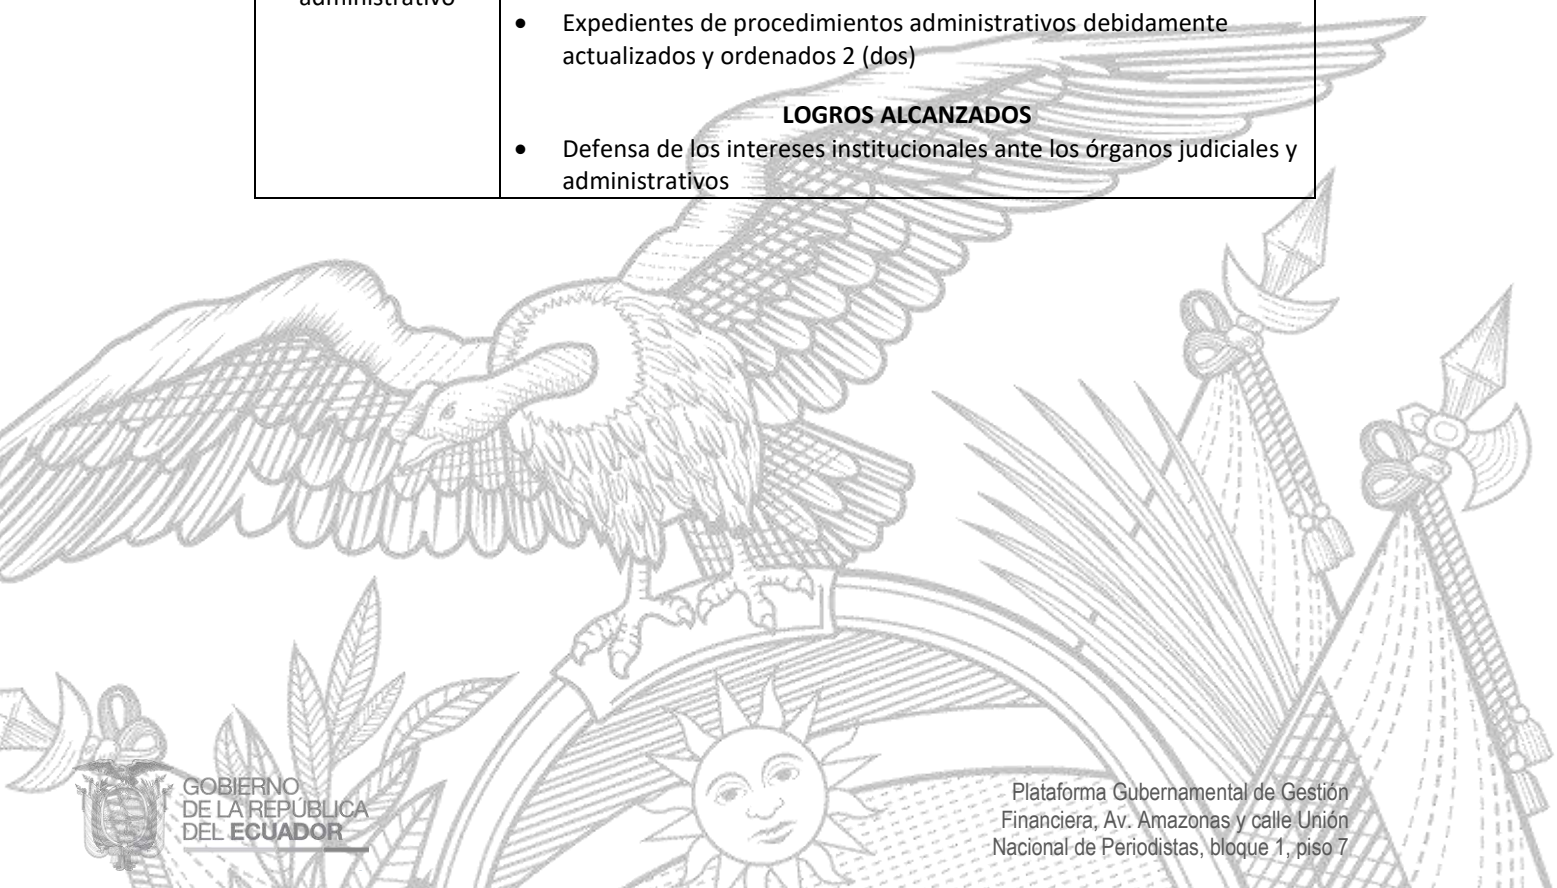 administrativo
• Expedientes de procedimientos administrativos debidamente
actualizados y ordenados 2 (dos)
LOGROS ALCANZADOS
• Defensa de los intereses institucionales ante los órganos judiciales y
administrativos
GOBIERNO
DE LA REPÚBLICA
DEL ECUADOR
Plataforma Gubernamental de Gestión
Financiera, Av. Amazonas y calle Unión
Nacional de Periodistas, bloque 1, piso 7